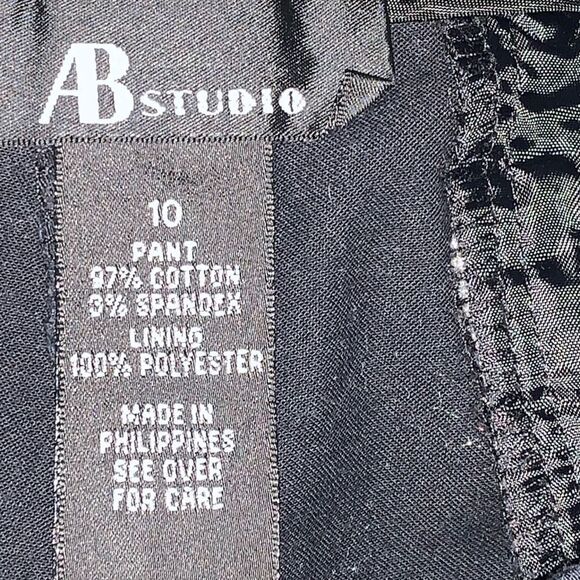 AB STUDIO
10
PANT
97% COTTON
3% SPANDEX
LINING
100% POLYESTER
MADE IN
PHILIPPINES
SEE OVER
FOR CARE